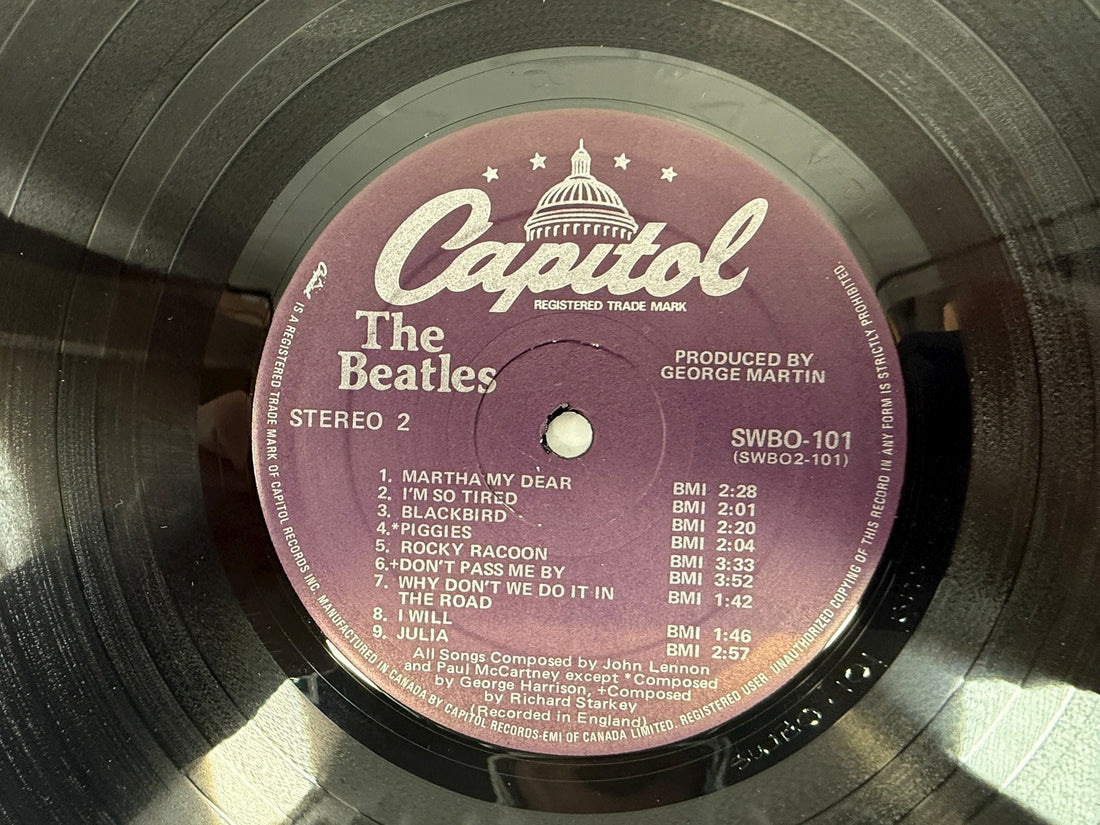 Capitol
REGISTERED TRADE MARK
The
Beatles
PRODUCED BY
GEORGE MARTIN
STEREO 2
SWBO-101
(SWBO2-101)
1. MARTHA MY DEAR BMI 2:28
2. I'M SO TIRED BMI 2:01
3. BLACKBIRD BMI 2:20
4.*PIGGIES BMI 2:04
5. ROCKY RACOON BMI 3:33
6.+DON'T PASS ME BY BMI 3:52
7. WHY DON'T WE DO IT IN BMI 1:42
THE ROAD
8. I WILL BMI 1:46
9. JULIA BMI 2:57
All Songs Composed by John Lennon
and Paul McCartney except *Composed
by George Harrison, +Composed
by Richard Starkey
(Recorded in England)
Capitol IS A REGISTERED TRADE MARK OF CAPITOL RECORDS INC. MANUFACTURED IN CANADA BY CAPITOL RECORDS-EMI OF CANADA LIMITED. REGISTERED USER. UNAUTHORIZED COPYING OF THIS RECORD IN ANY FORM IS STRICTLY PROHIBITED.